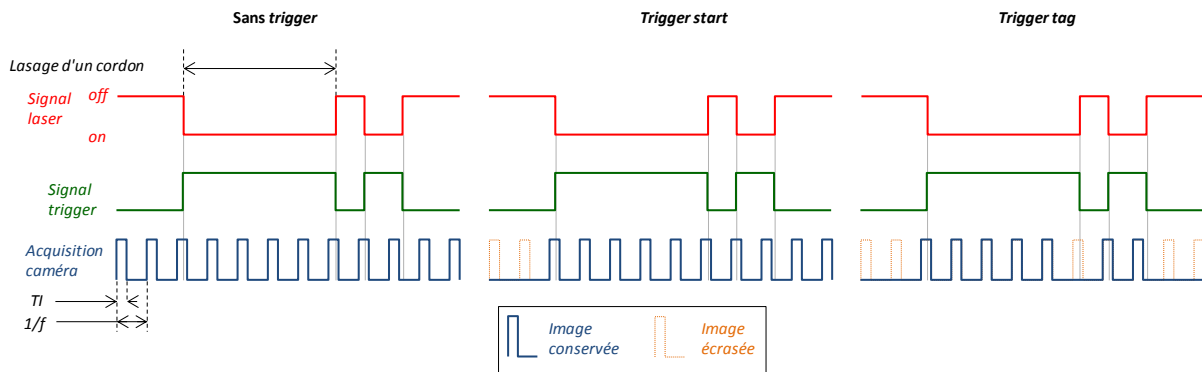 Sans trigger
Trigger start
Trigger tag
Lasage d'un cordon
Signal
laser
off
on
Signal
trigger
Acquisition
caméra
TI
1/f
Image
conservée
Image
écrasée